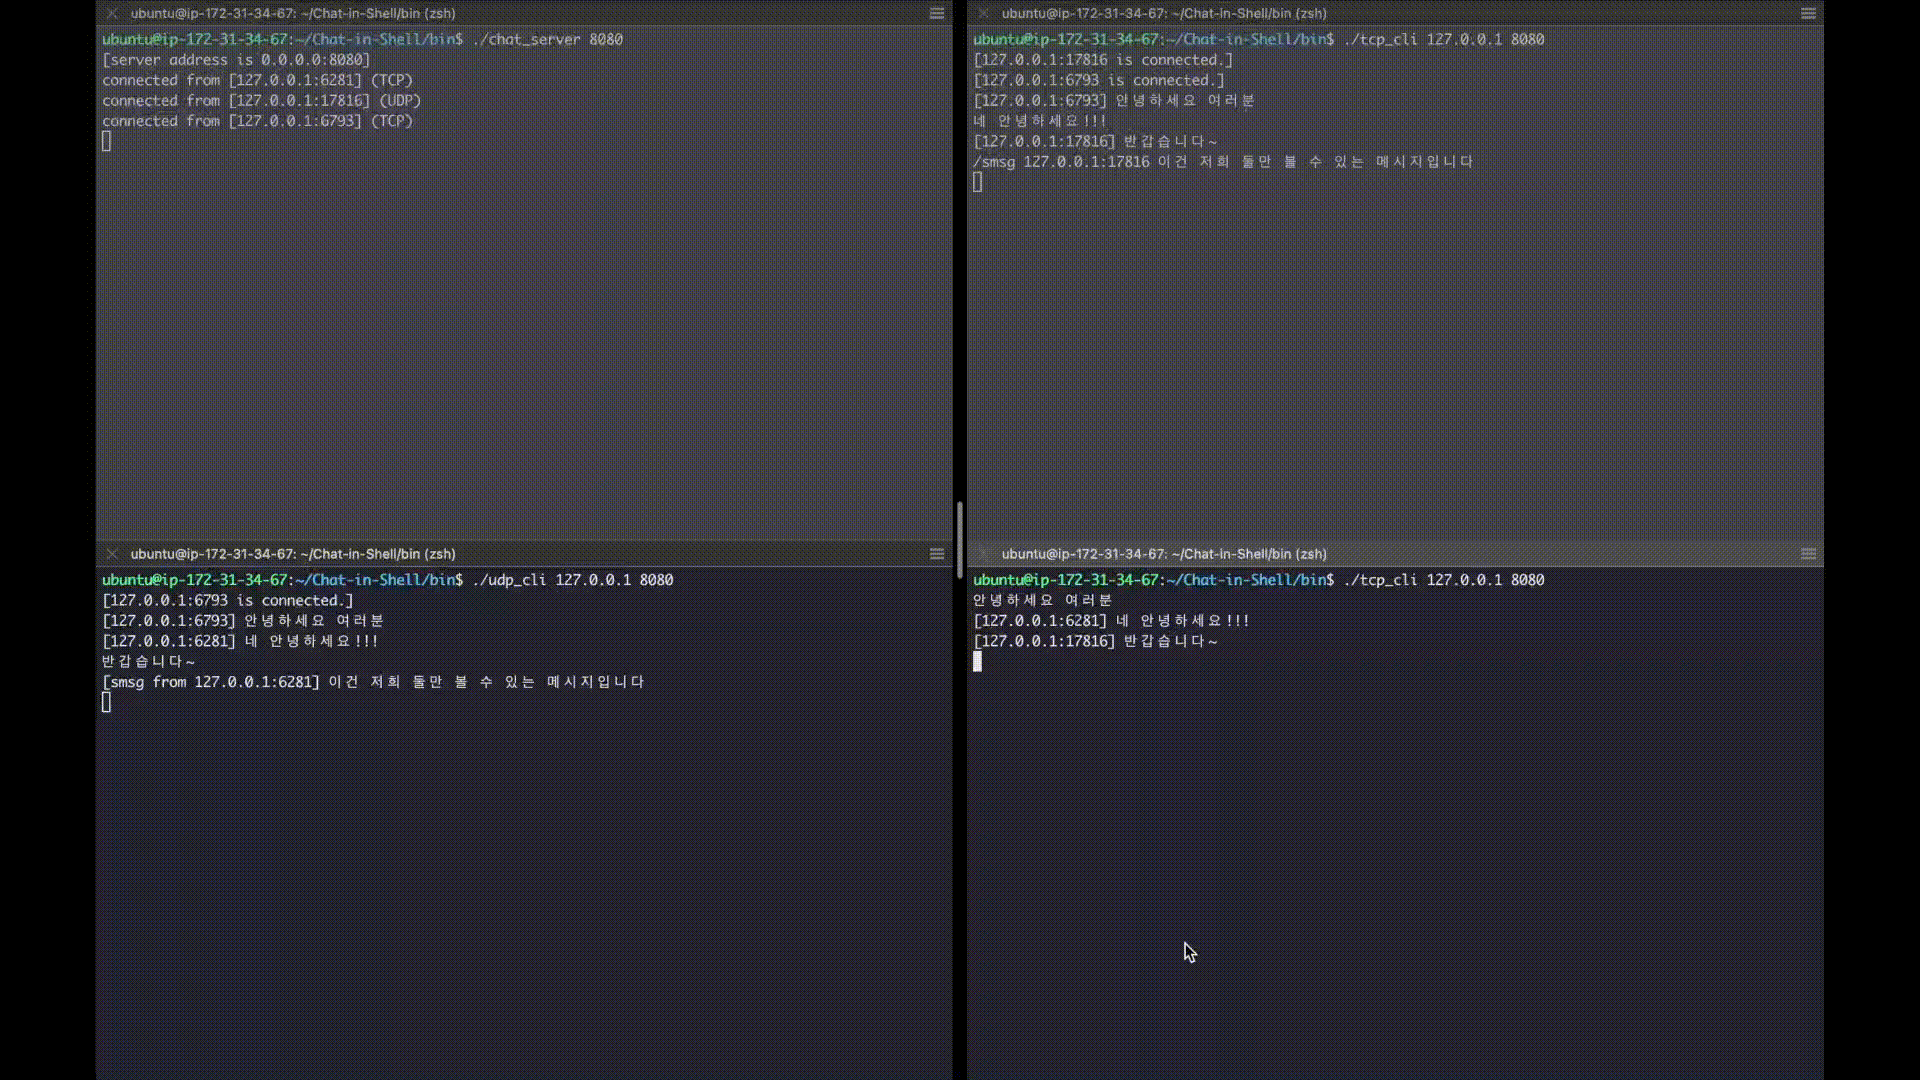 ubuntu@ip-172-31-34-67: ~/Chat-in-Shell/bin (zsh)
ubuntu@ip-172-31-34-67:~/Chat-in-Shell/bin$ ./chat_server 8080
[server address is 0.0.0.0:8080]
connected from [127.0.0.1:6281] (TCP)
connected from [127.0.0.1:17816] (UDP)
connected from [127.0.0.1:6793] (TCP)
ubuntu@ip-172-31-34-67: ~/Chat-in-Shell/bin (zsh)
ubuntu@ip-172-31-34-67:~/Chat-in-Shell/bin$ ./tcp_cli 127.0.0.1 8080
[127.0.0.1:17816 is connected.]
[127.0.0.1:6793 is connected.]
[127.0.0.1:6793] 안녕하세요 여러분
네 안녕하세요!!!
[127.0.0.1:17816] 반갑습니다~
/smsg 127.0.0.1:17816 이건 저희 둘만 볼 수 있는 메시지입니다
ubuntu@ip-172-31-34-67: ~/Chat-in-Shell/bin (zsh)
ubuntu@ip-172-31-34-67:~/Chat-in-Shell/bin$ ./udp_cli 127.0.0.1 8080
[127.0.0.1:6793 is connected.]
[127.0.0.1:6793] 안녕하세요 여러분
[127.0.0.1:6281] 네 안녕하세요!!!
반갑습니다~
[smsg from 127.0.0.1:6281] 이건 저희 둘만 볼 수 있는 메시지입니다
ubuntu@ip-172-31-34-67: ~/Chat-in-Shell/bin (zsh)
ubuntu@ip-172-31-34-67:~/Chat-in-Shell/bin$ ./tcp_cli 127.0.0.1 8080
안녕하세요 여러분
[127.0.0.1:6281] 네 안녕하세요!!!
[127.0.0.1:17816] 반갑습니다~